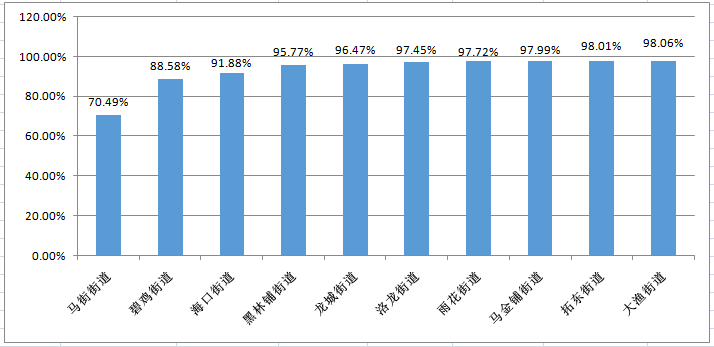 120.00%
100.00%
80.00%
60.00%
40.00%
20.00%
0.00%
70.49%
88.58%
91.88%
95.77%
96.47%
97.45%
97.72%
97.99%
98.01%
98.06%
马街街道
碧鸡街道
海口街道
黑林铺街道
龙城街道
洛龙街道
雨花街道
马金铺街道
拓东街道
大渔街道